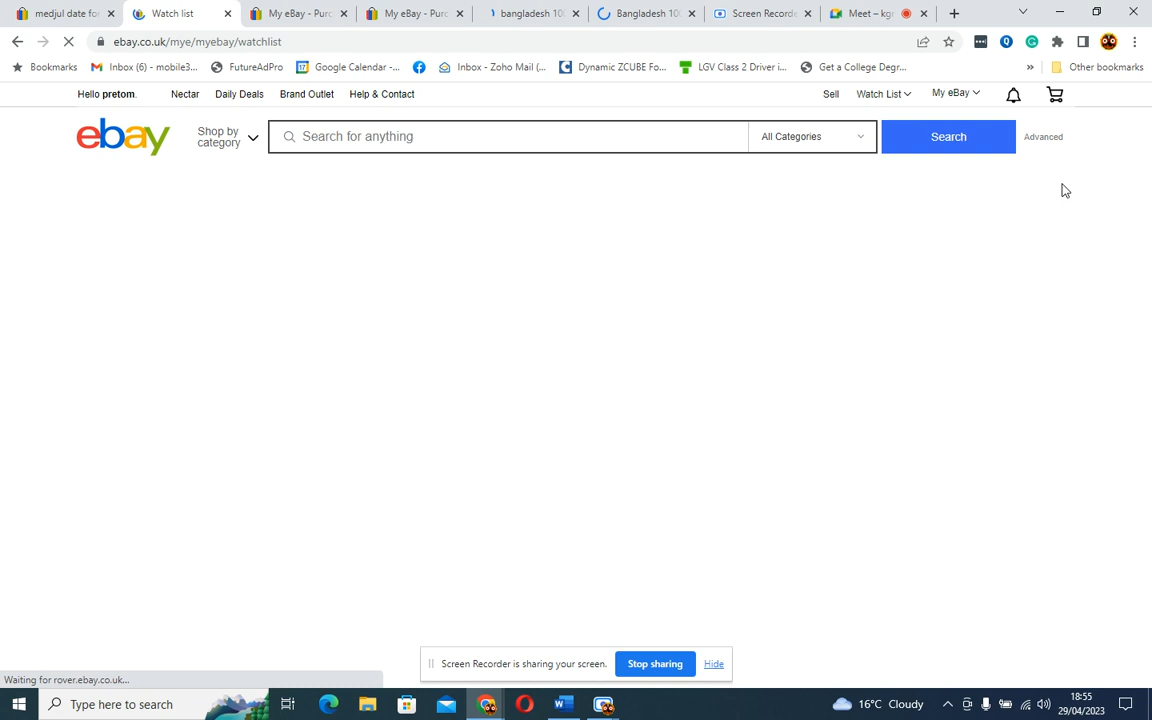 medjul date fo
Watch list
My eBay - Purc
My eBay - Purc
bangladesh 10
Bangladesh 10
Screen Recorde
Meet – kg
ebay.co.uk/mye/myebay/watchlist
Bookmarks
Inbox (6) - mobile3...
FutureAdPro
Google Calendar -...
Inbox - Zoho Mail (...
Dynamic ZCUBE Fo...
LGV Class 2 Driver i...
Get a College Degr...
»
Other bookmarks
Hello pretom.
Nectar
Daily Deals
Brand Outlet
Help & Contact
Sell
Watch List
My eBay
ebay
Shop by
category
Search for anything
All Categories
Search
Advanced
Screen Recorder is sharing your screen.
Stop sharing
Hide
Waiting for rover.ebay.co.uk...
Type here to search
16°C Cloudy
18:55
29/04/2023